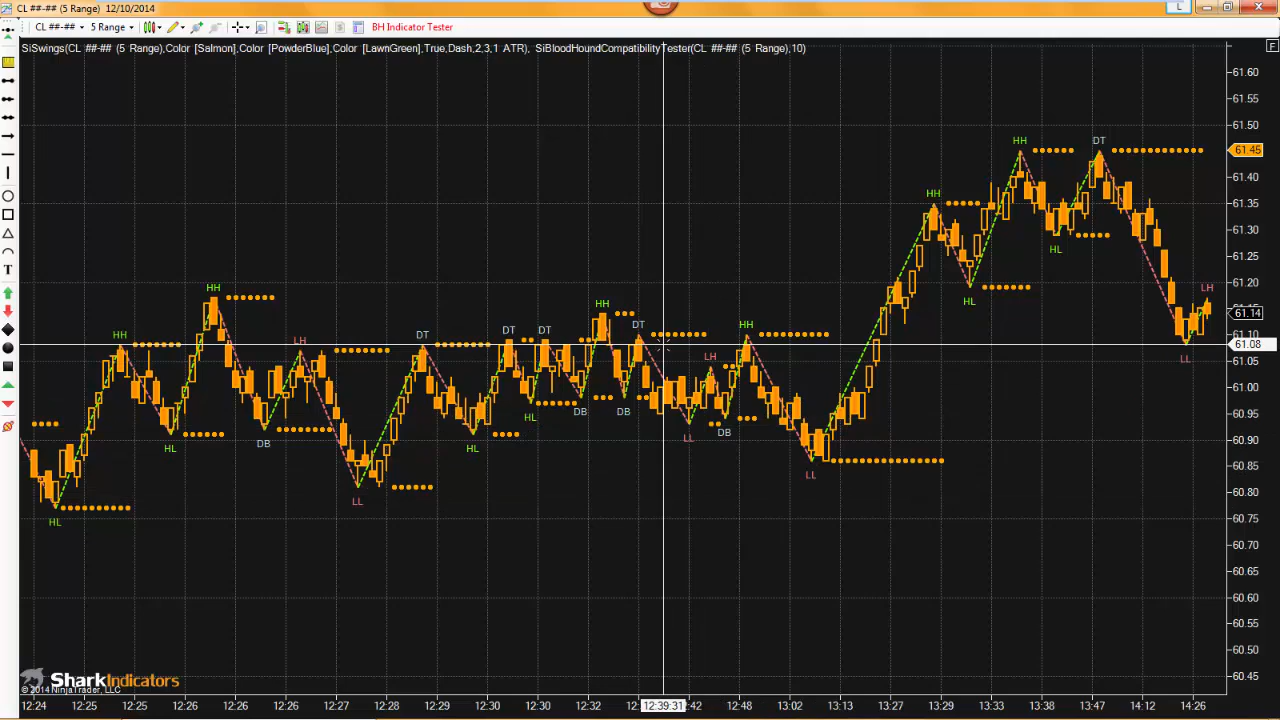 CL ##-## (5 Range)  12/10/2014
L
CL ##-## 5 Range BH Indicator Tester
SiSwings(CL ##-## (5 Range),Color [Salmon],Color [PowderBlue],Color [LawnGreen],True,Dash,2,3,1 ATR), SiBloodHoundCompatibilityTester(CL ##-## (5 Range),10)
F
T
61.60
61.55
61.50
61.45
61.40
61.35
61.30
61.25
61.20
61.14
61.10
61.08
61.05
61.00
60.95
60.90
60.85
60.80
60.75
60.70
60.65
60.60
60.55
60.50
60.45
HH DT
HH
HL
HH HL LH
HH
HH DT DT DT DT HH
LH LH LL
HL DB DB DB
HL DB HL LL
LL LL
HL
SharkIndicators
© 2014 NinjaTrader, LLC
12:24 12:25 12:25 12:26 12:26 12:26 12:27 12:28 12:29 12:30 12:30 12:32 12:39:31 :42 12:48 13:02 13:13 13:27 13:29 13:33 13:38 13:47 14:12 14:26